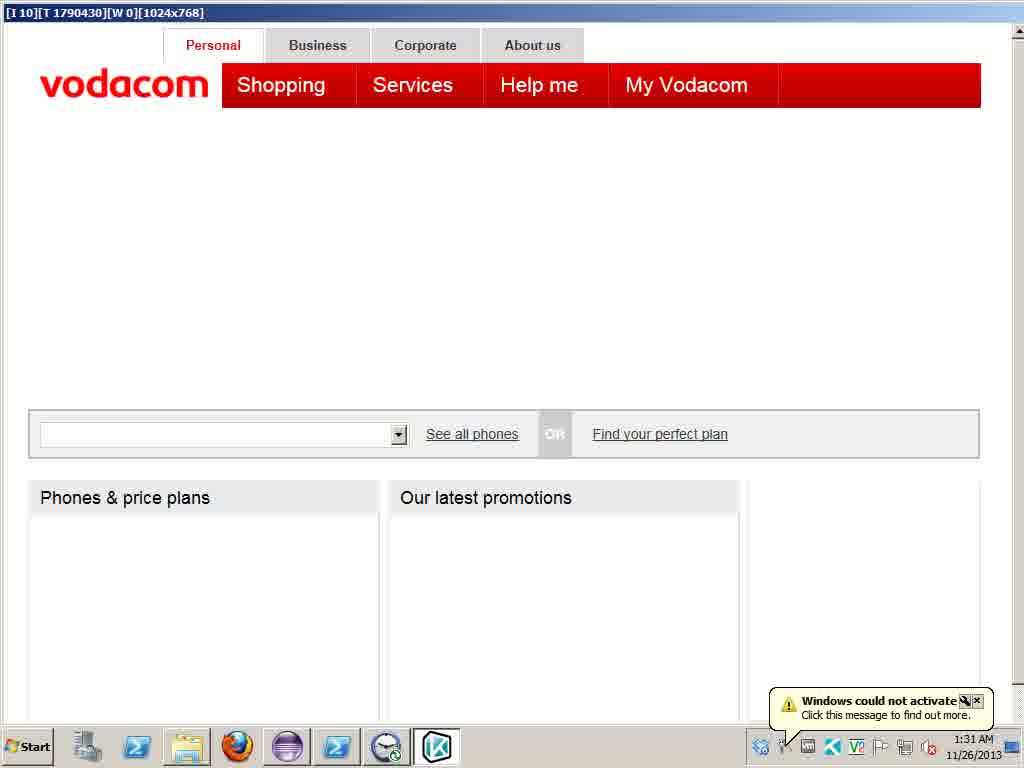 [I 10][T 1790430][W 0][1024x768]
Personal Business Corporate About us
vodacom Shopping Services Help me My Vodacom
See all phones OR Find your perfect plan
Phones & price plans Our latest promotions
Windows could not activate
Click this message to find out more.
Start
1:31 AM
11/26/2013